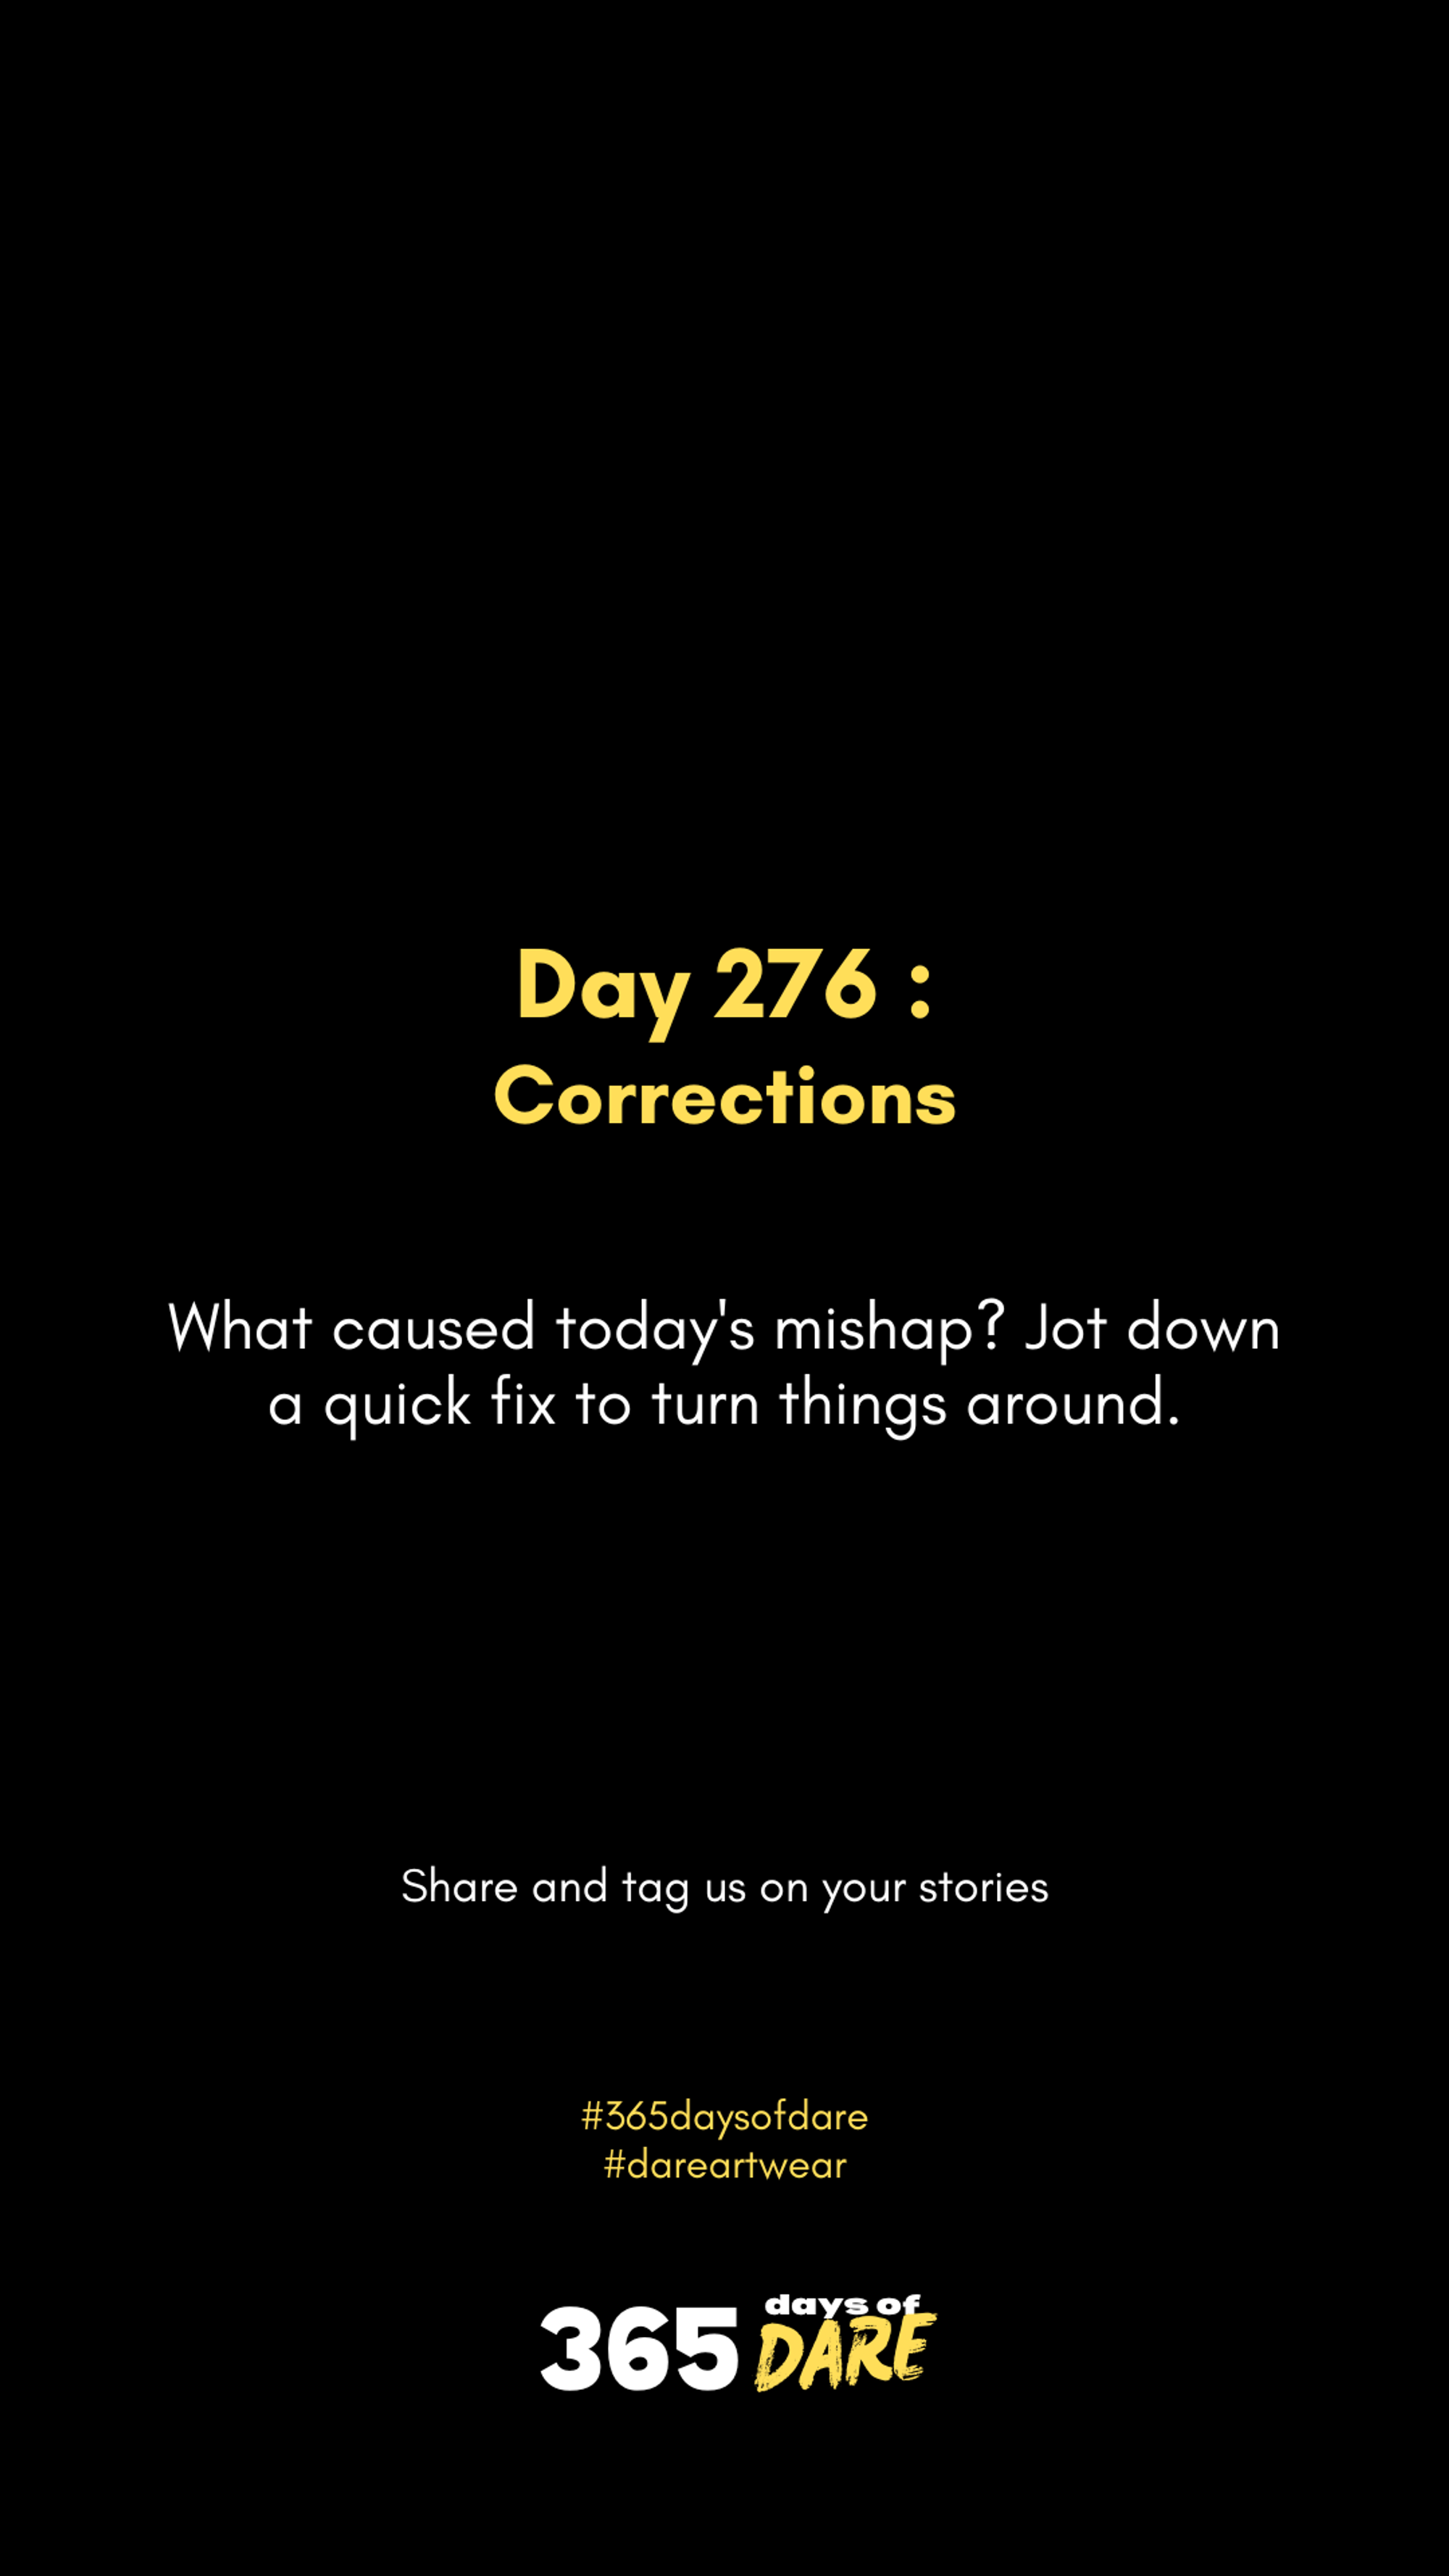 Day 276 :
Corrections
What caused today's mishap? Jot down
a quick fix to turn things around.
Share and tag us on your stories
#365daysofdare
#dareartwear
365 days of
DARE